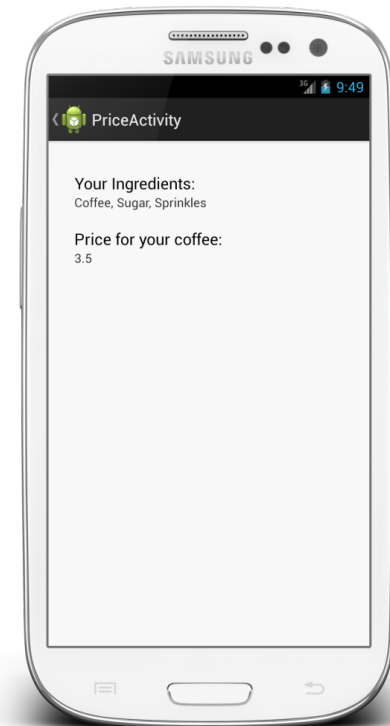 SAMSUNG
3G 9:49
PriceActivity
Your Ingredients:
Coffee, Sugar, Sprinkles
Price for your coffee:
3.5